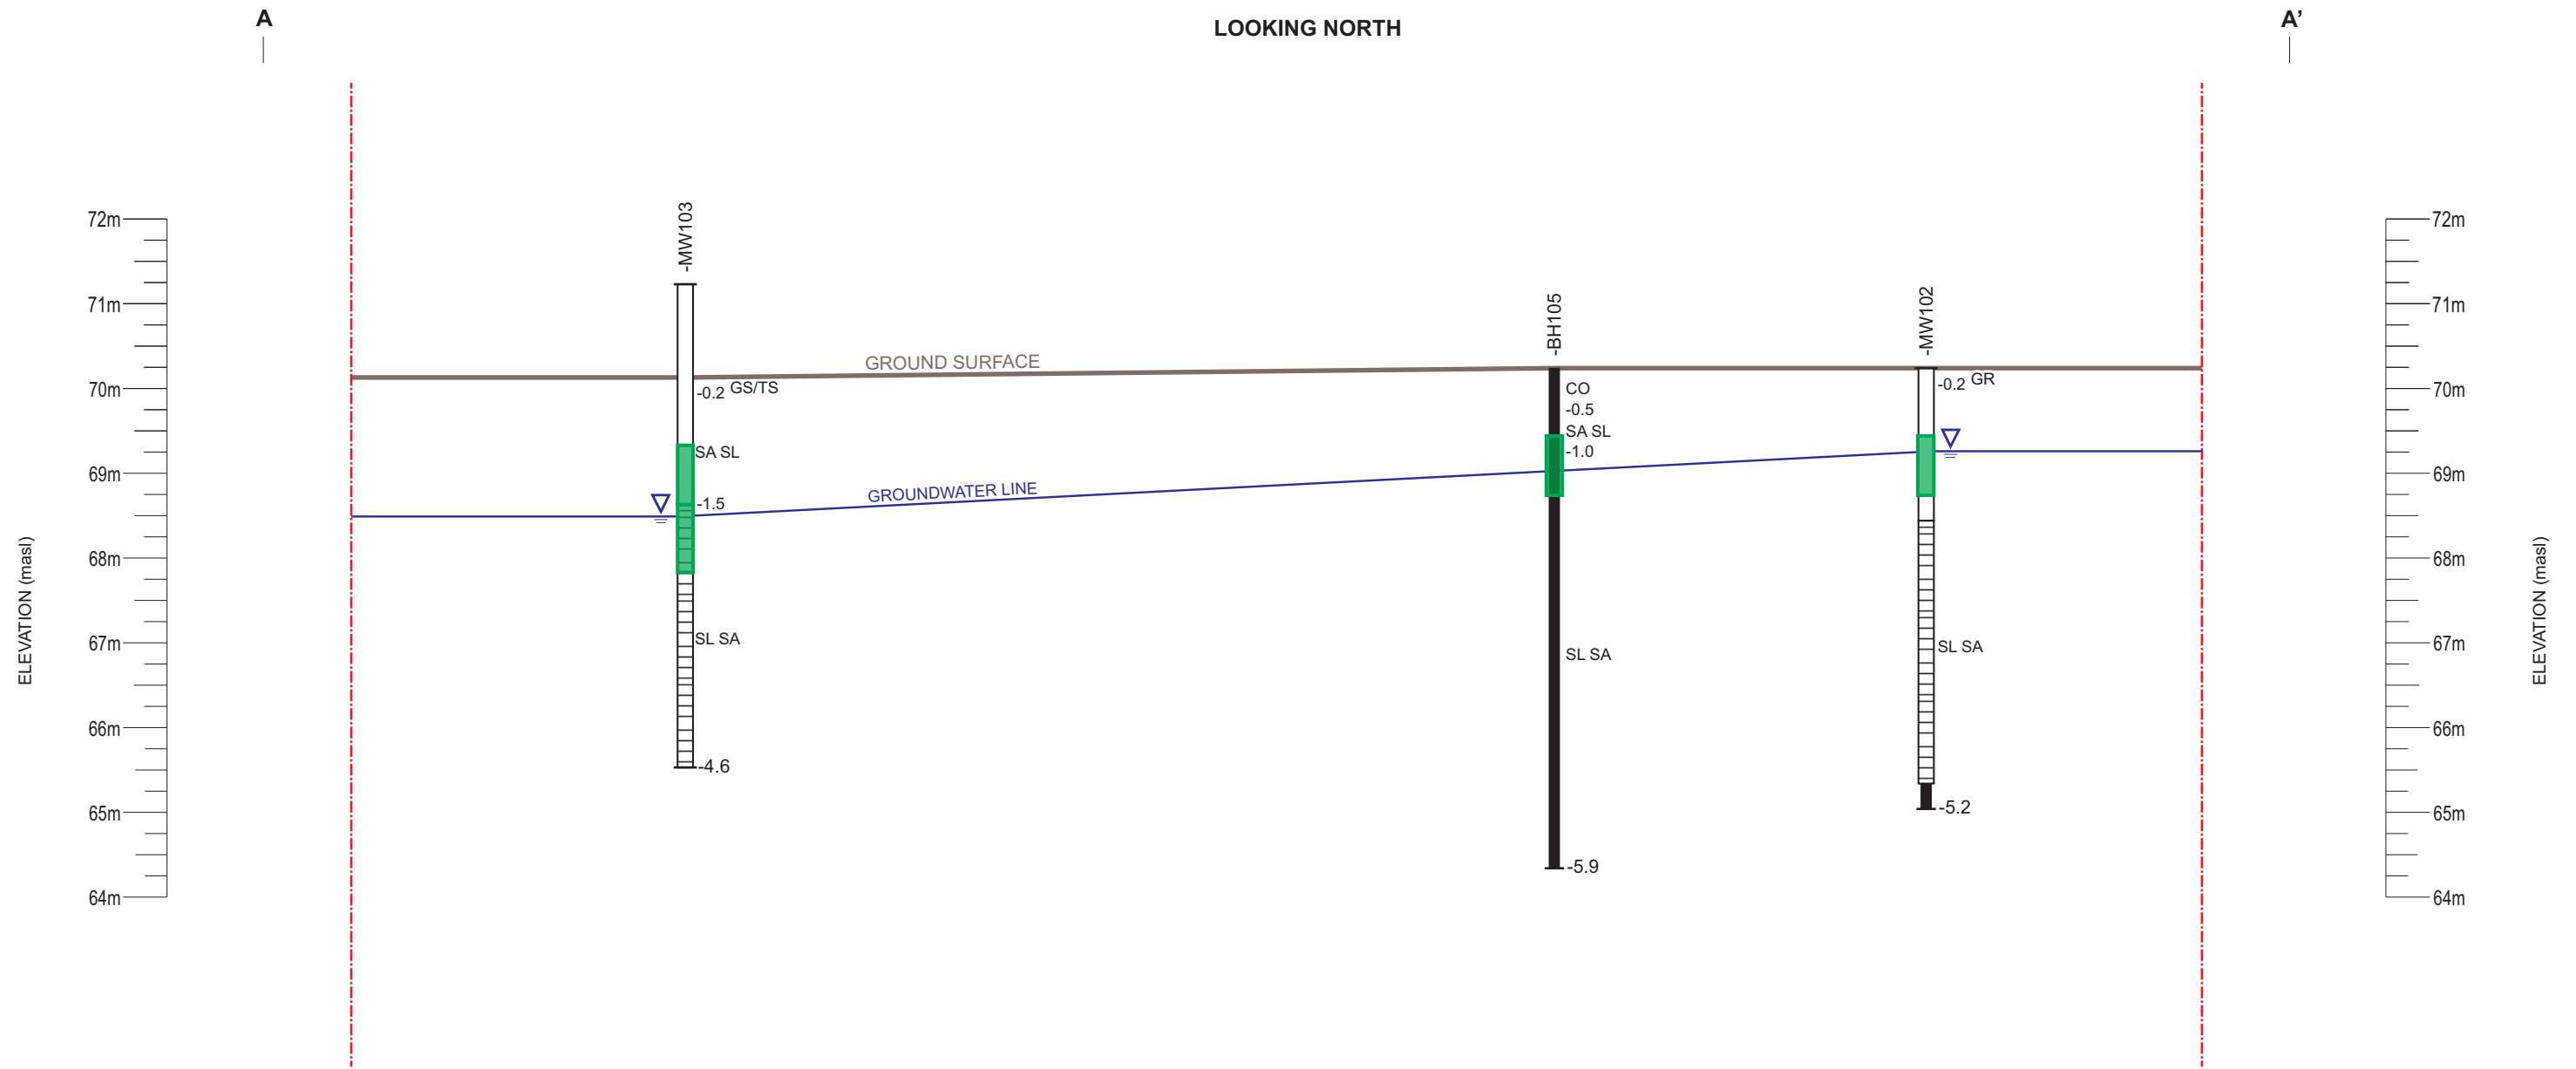 A
LOOKING NORTH
A’
72m
71m
70m
69m
68m
67m
66m
65m
64m
ELEVATION (masl)
-MW103
-0.2 GS/TS
SA SL
-1.5
SL SA
-4.6
GROUND SURFACE
GROUNDWATER LINE
-BH105
CO
-0.5
SA SL
-1.0
SL SA
-5.9
-MW102
-0.2 GR
SL SA
-5.2
72m
71m
70m
69m
68m
67m
66m
65m
64m
ELEVATION (masl)